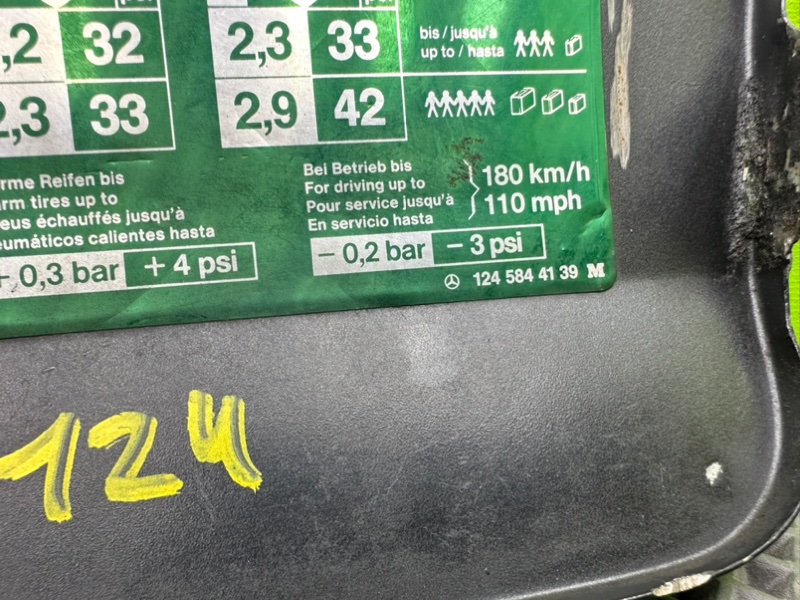 ,2 32 2,3 33 bis / jusqu'à
up to / hasta
2,3 33 2,9 42
rme Reifen bis
rm tires up to
eus échauffés jusqu'à
eumáticos calientes hasta
+ 0,3 bar + 4 psi
Bei Betrieb bis
For driving up to
Pour service jusqu'à
En servicio hasta
180 km/h
110 mph
- 0,2 bar - 3 psi
124 584 41 39 M
124